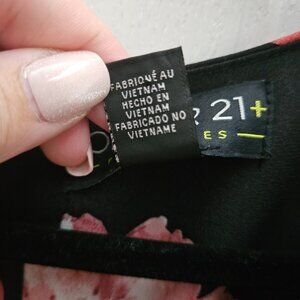 FABRIQUÉ AU
VIETNAM
HECHO EN
VIETNAM
FABRICADO NO
VIETNAME
21+
ES